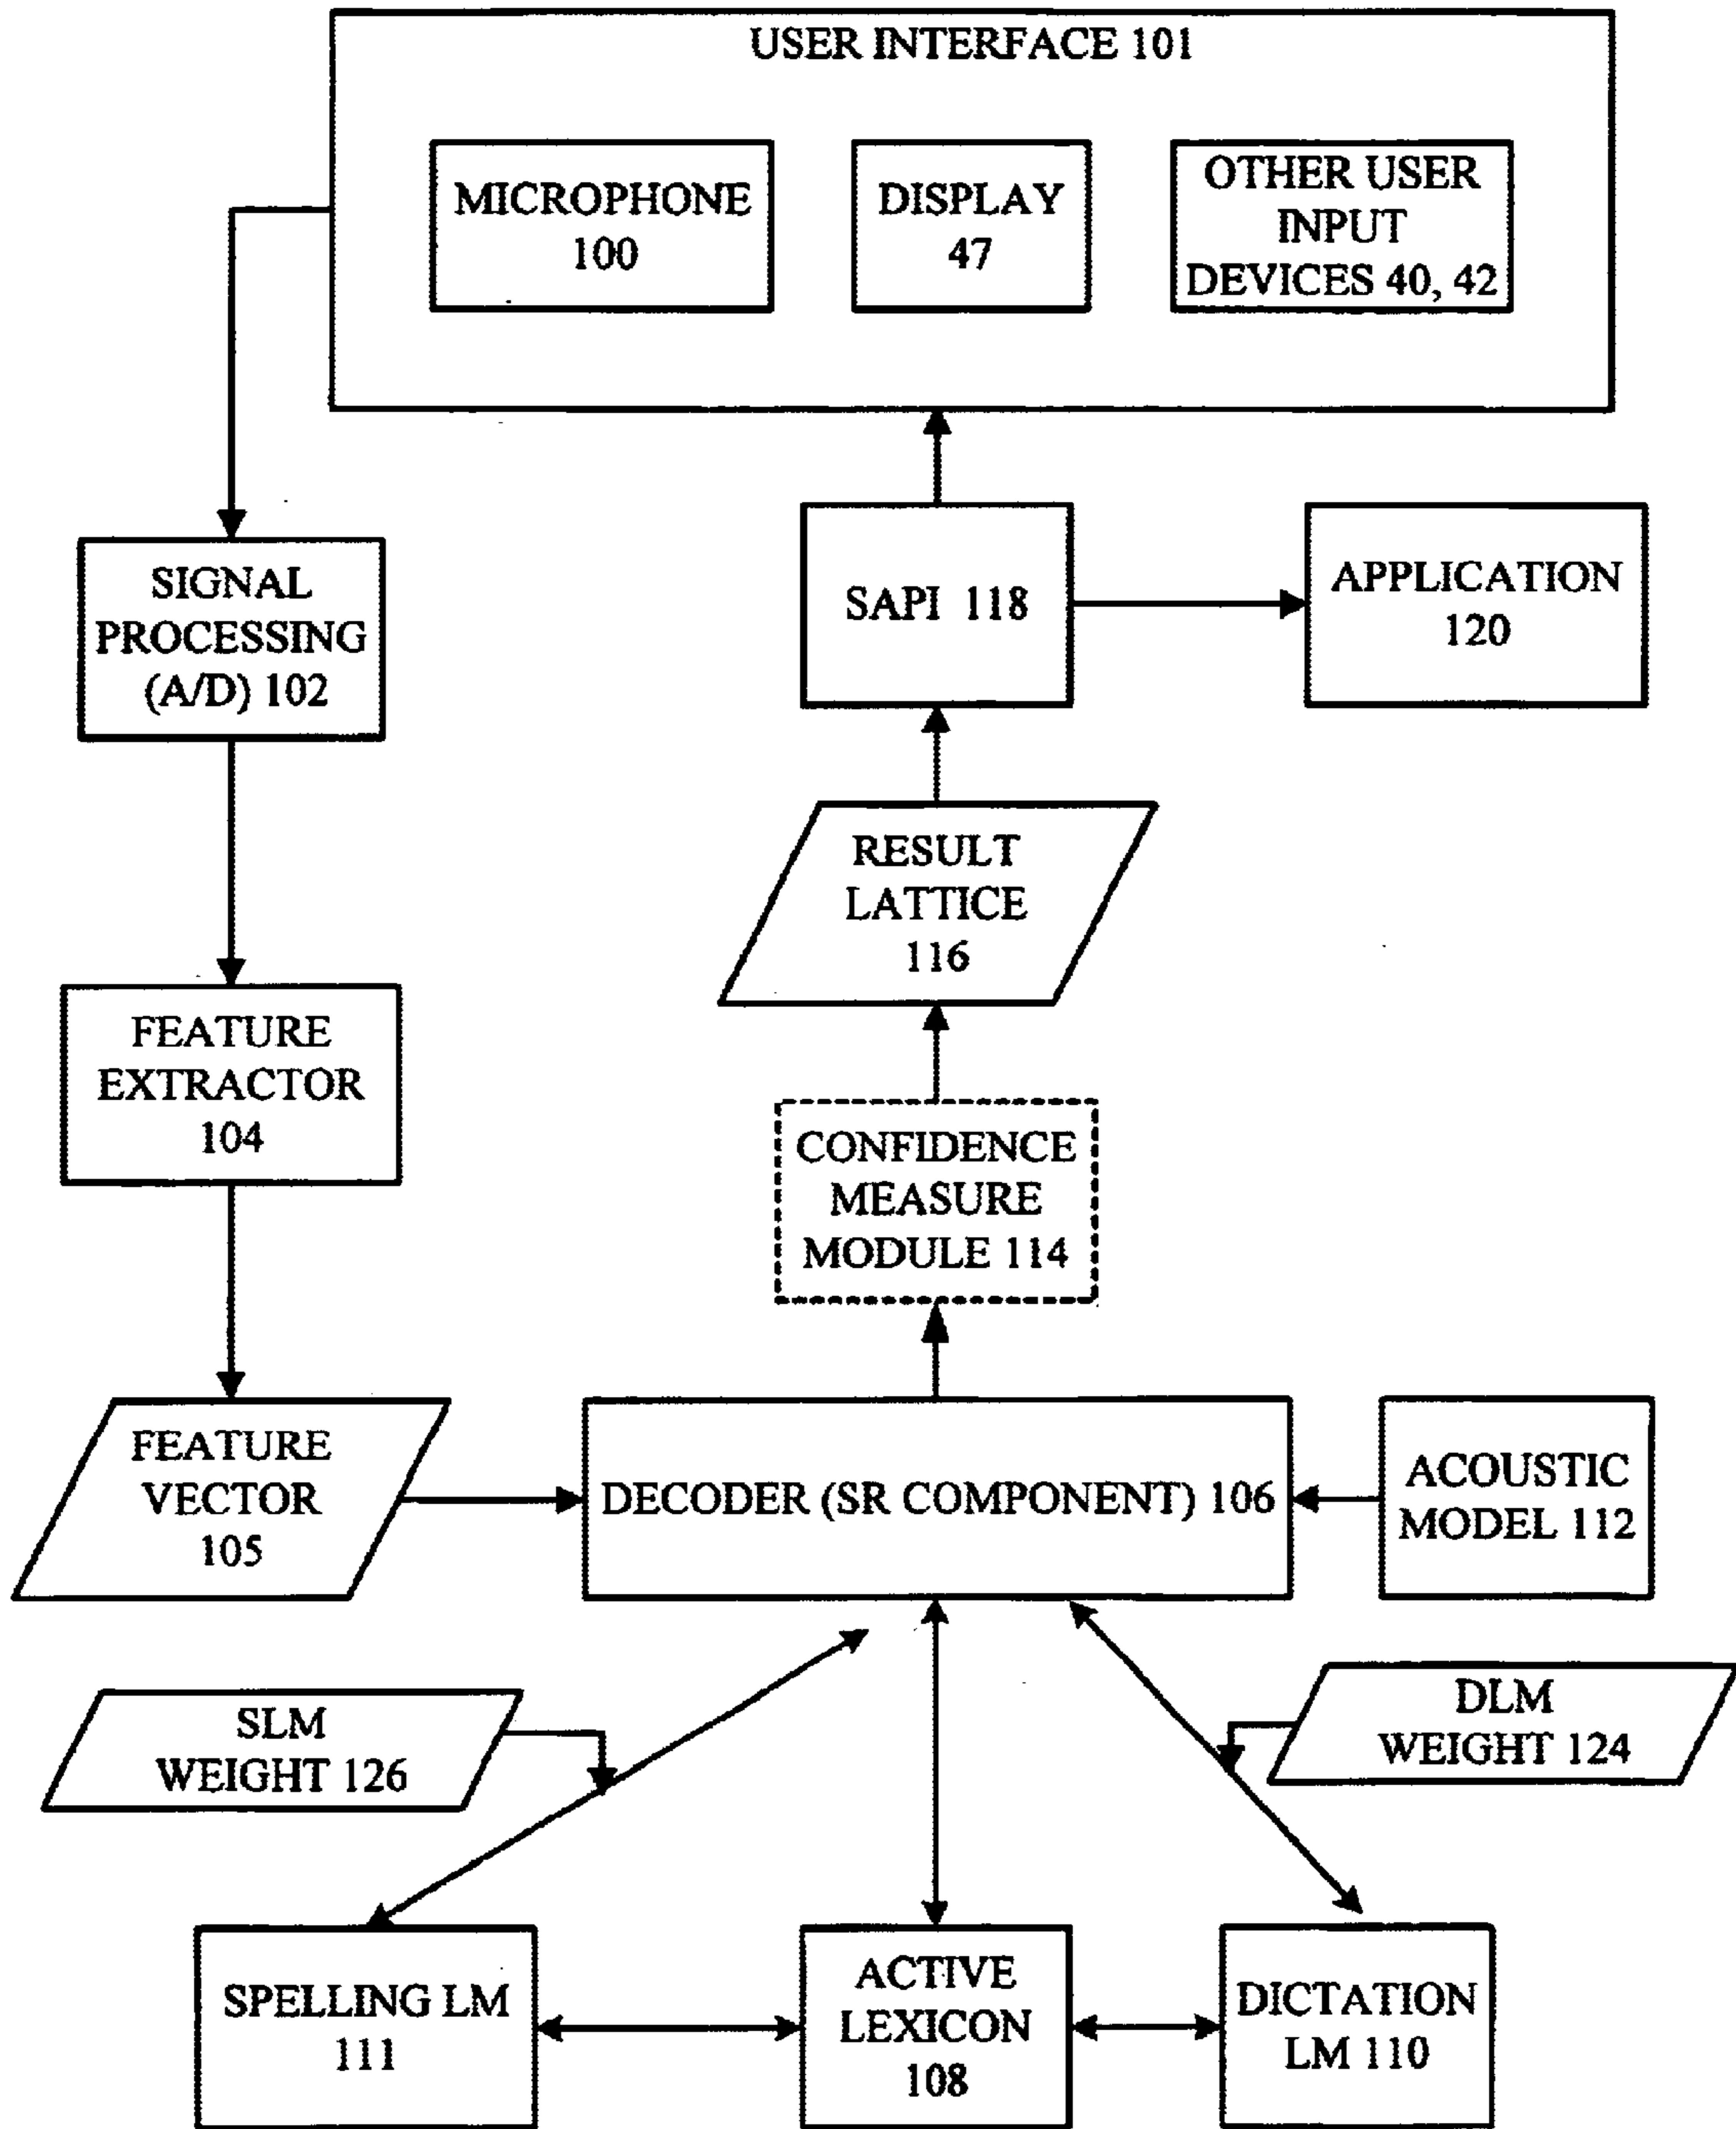 USER INTERFACE 101
MICROPHONE
100
DISPLAY
47
OTHER USER
INPUT
DEVICES 40, 42
SIGNAL
PROCESSING
(A/D) 102
SAPI 118
APPLICATION
120
RESULT
LATTICE
116
FEATURE
EXTRACTOR
104
CONFIDENCE
MEASURE
MODULE 114
FEATURE
VECTOR
105
DECODER (SR COMPONENT) 106
ACOUSTIC
MODEL 112
SLM
WEIGHT 126
DLM
WEIGHT 124
SPELLING LM
111
ACTIVE
LEXICON
108
DICTATION
LM 110